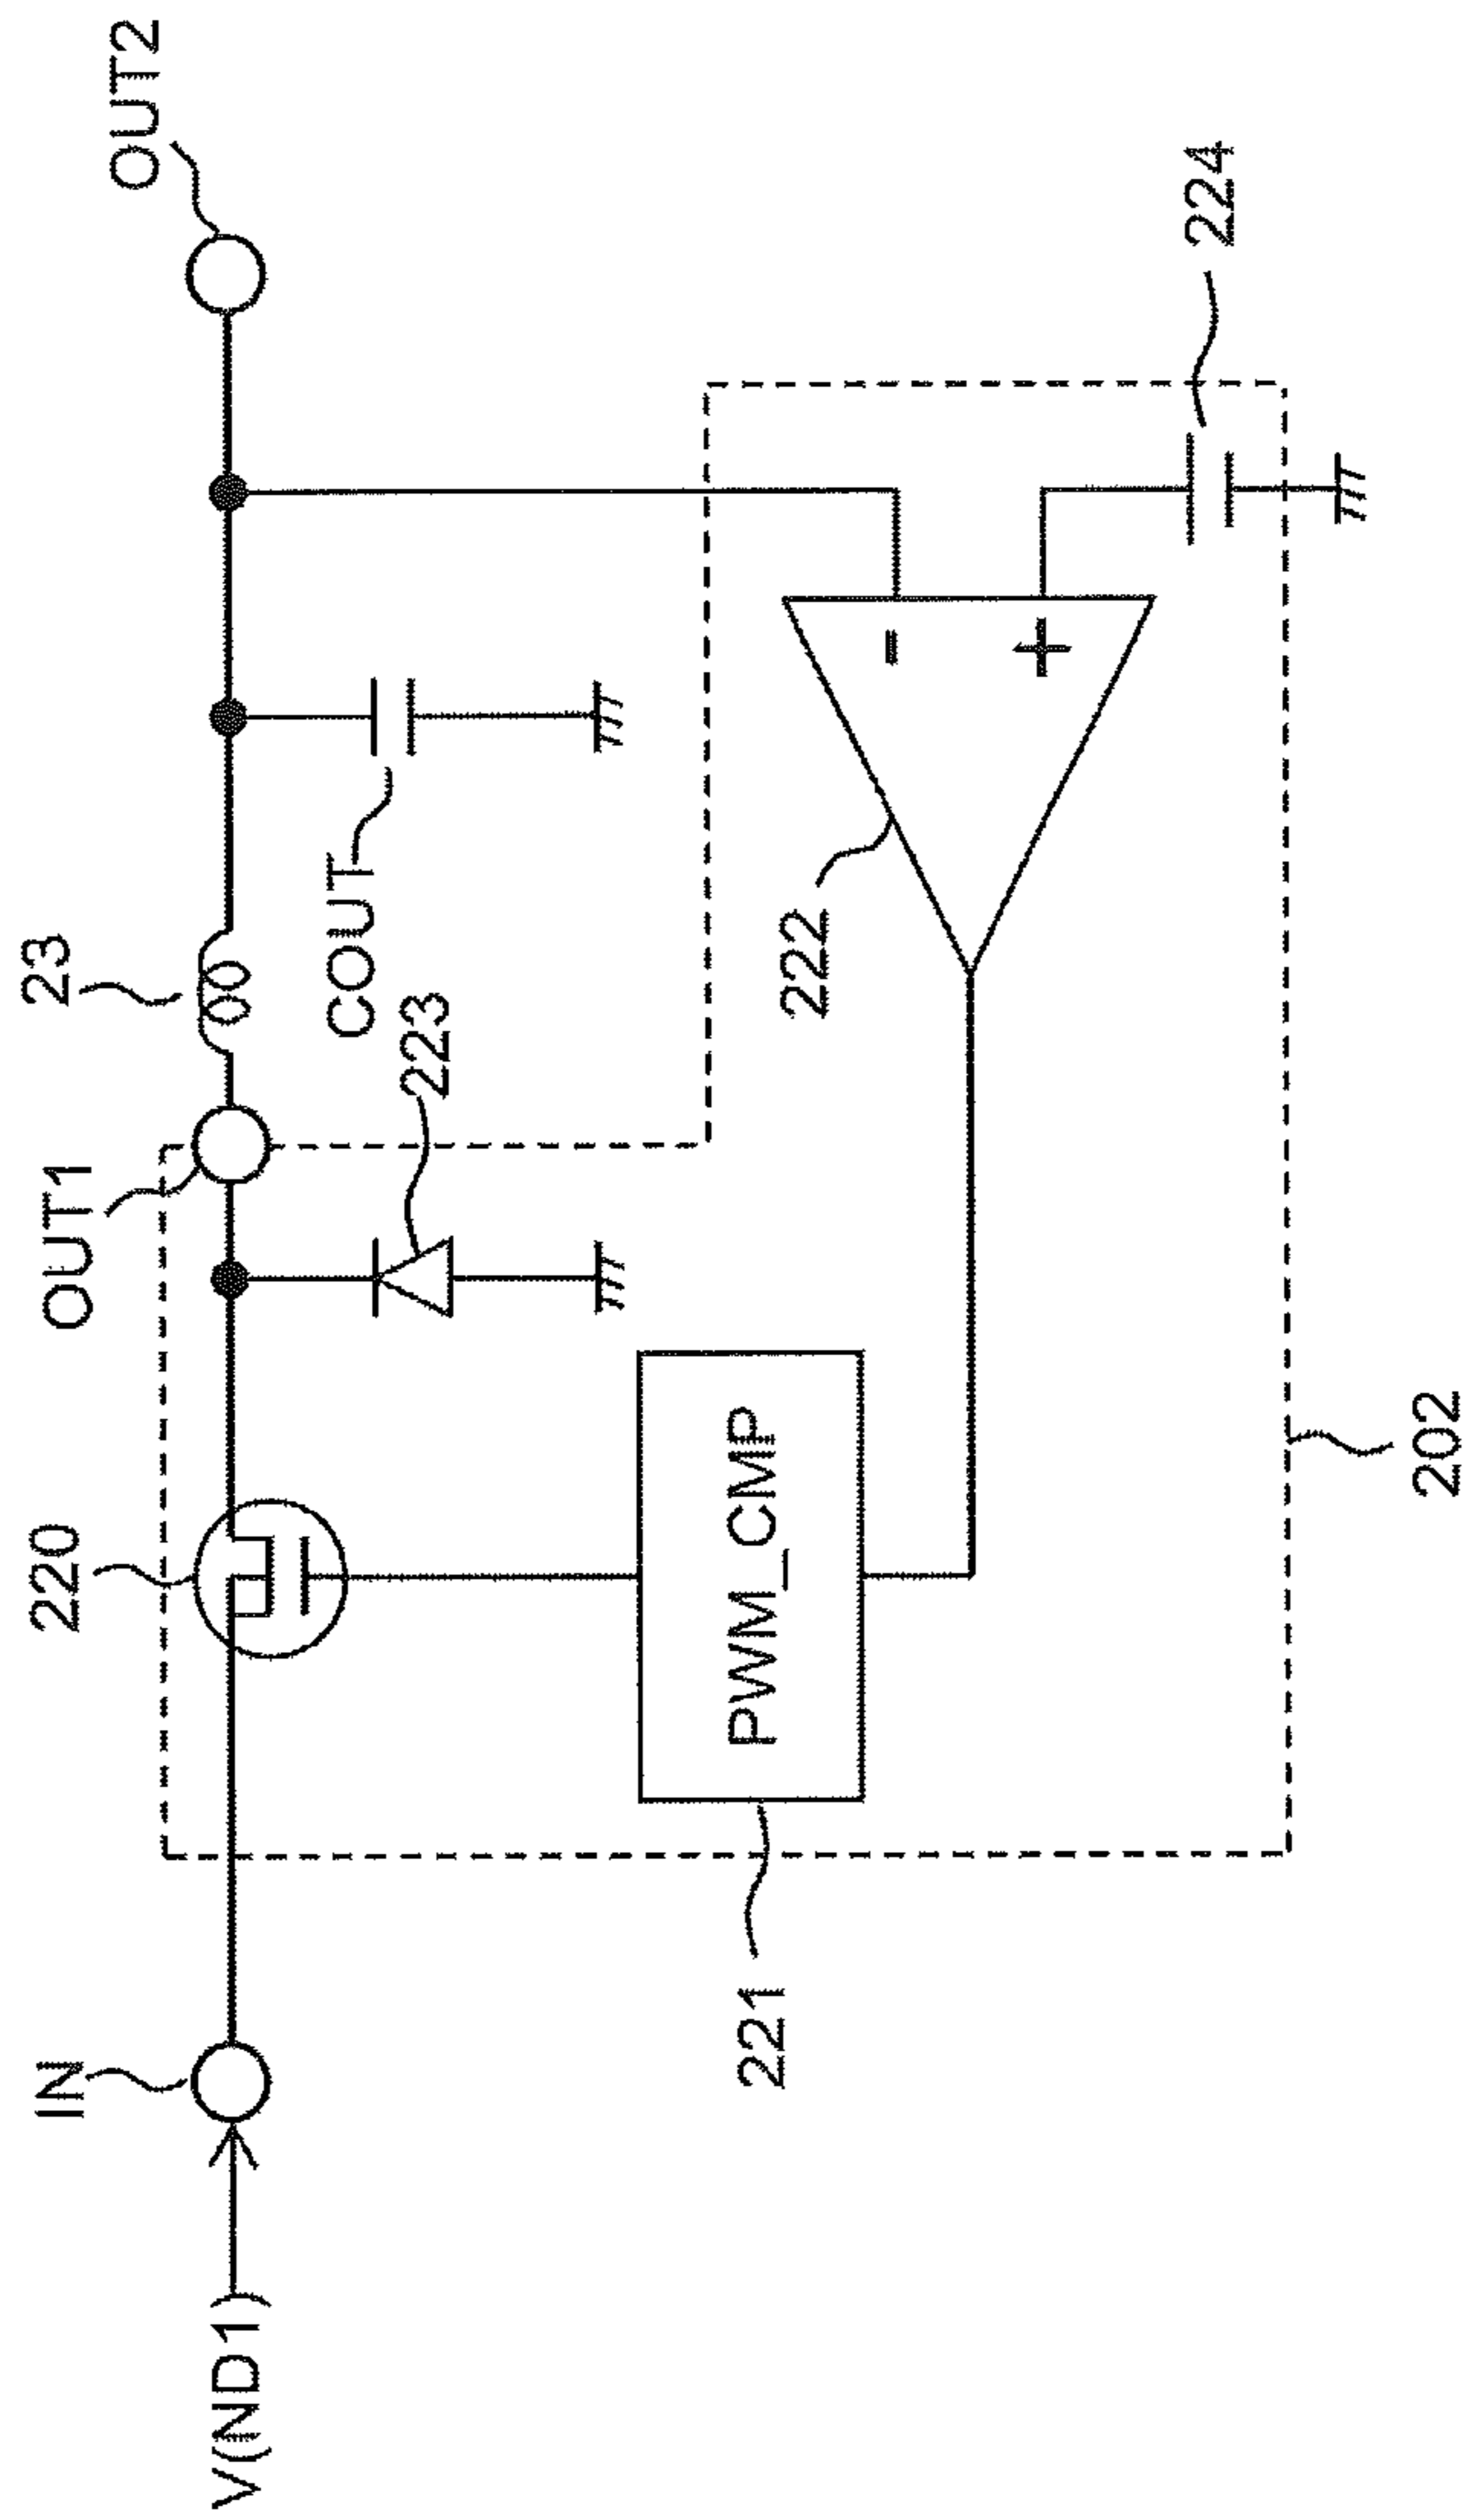 V(ND1)
IN
220
OUT1
23
OUT2
COUT
223
PWM_CMP
221
222
224
202
-
+